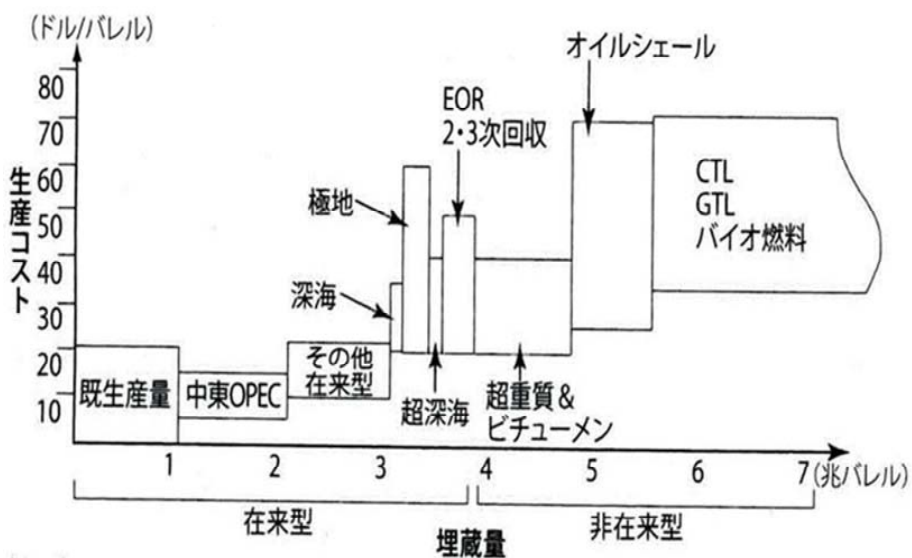 (ドル/バレル)
80
70
60
50
40
30
20
10
生産コスト
既生産量
中東OPEC
その他
在来型
深海
極地
超深海
EOR
2・3次回収
超重質&
ビチューメン
オイルシェール
CTL
GTL
バイオ燃料
1
2
3
4
5
6
7
(兆バレル)
在来型
非在来型
埋蔵量